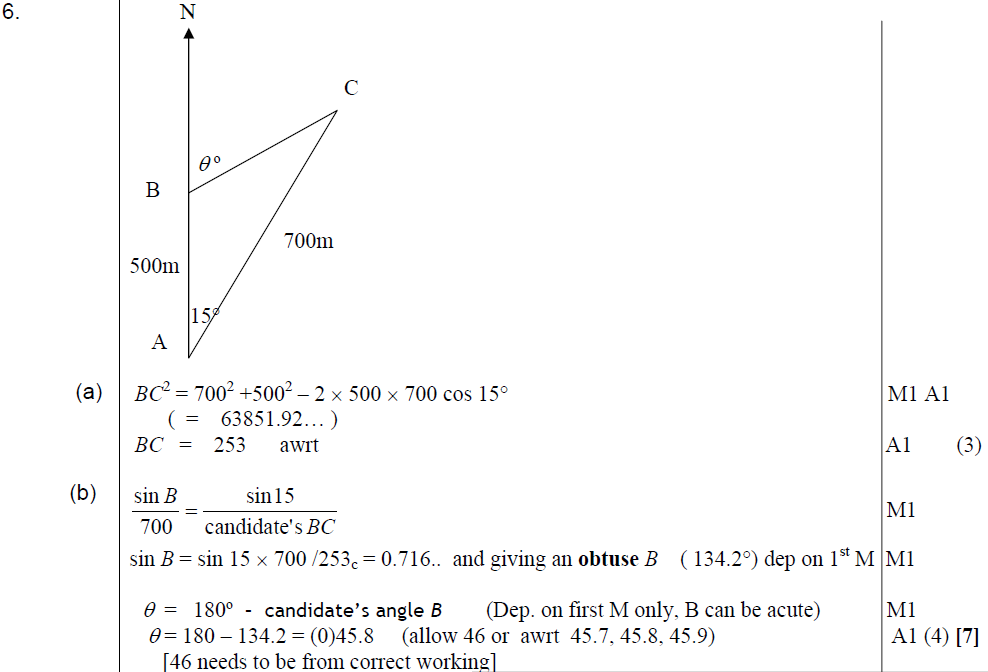 6.
N
C
θ°
B
700m
500m
15°
A
(a) BC² = 700² +500² – 2 × 500 × 700 cos 15° M1 A1
( = 63851.92… )
BC = 253 awrt A1 (3)
(b) sin B / 700 = sin15 / candidate's BC M1
sin B = sin 15 × 700 /253c = 0.716.. and giving an obtuse B ( 134.2°) dep on 1st M M1
θ = 180° - candidate's angle B (Dep. on first M only, B can be acute) M1
θ = 180 – 134.2 = (0)45.8 (allow 46 or awrt 45.7, 45.8, 45.9) A1 (4) [7]
[46 needs to be from correct working]